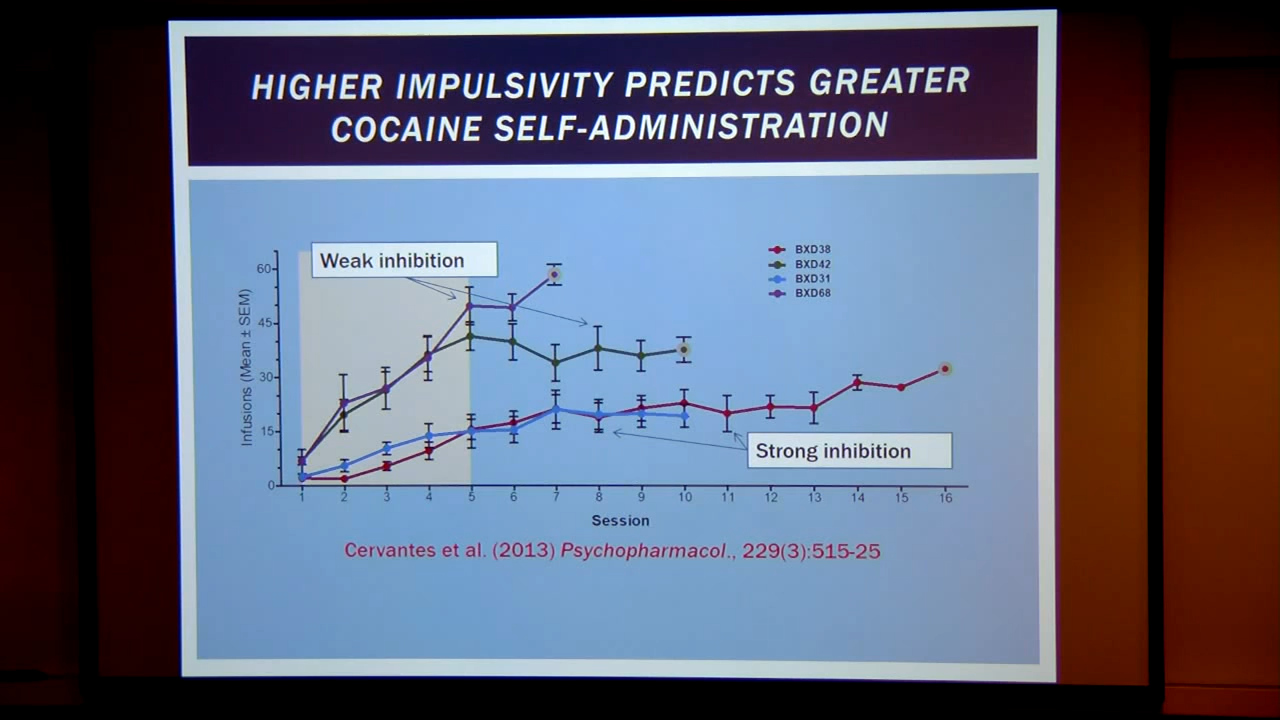 HIGHER IMPULSIVITY PREDICTS GREATER
COCAINE SELF-ADMINISTRATION
Weak inhibition
BXD38
BXD42
BXD31
BXD68
Infusions (Mean ± SEM)
60
45
30
15
0
Strong inhibition
1 2 3 4 5 6 7 8 9 10 11 12 13 14 15 16
Session
Cervantes et al. (2013) Psychopharmacol., 229(3):515-25